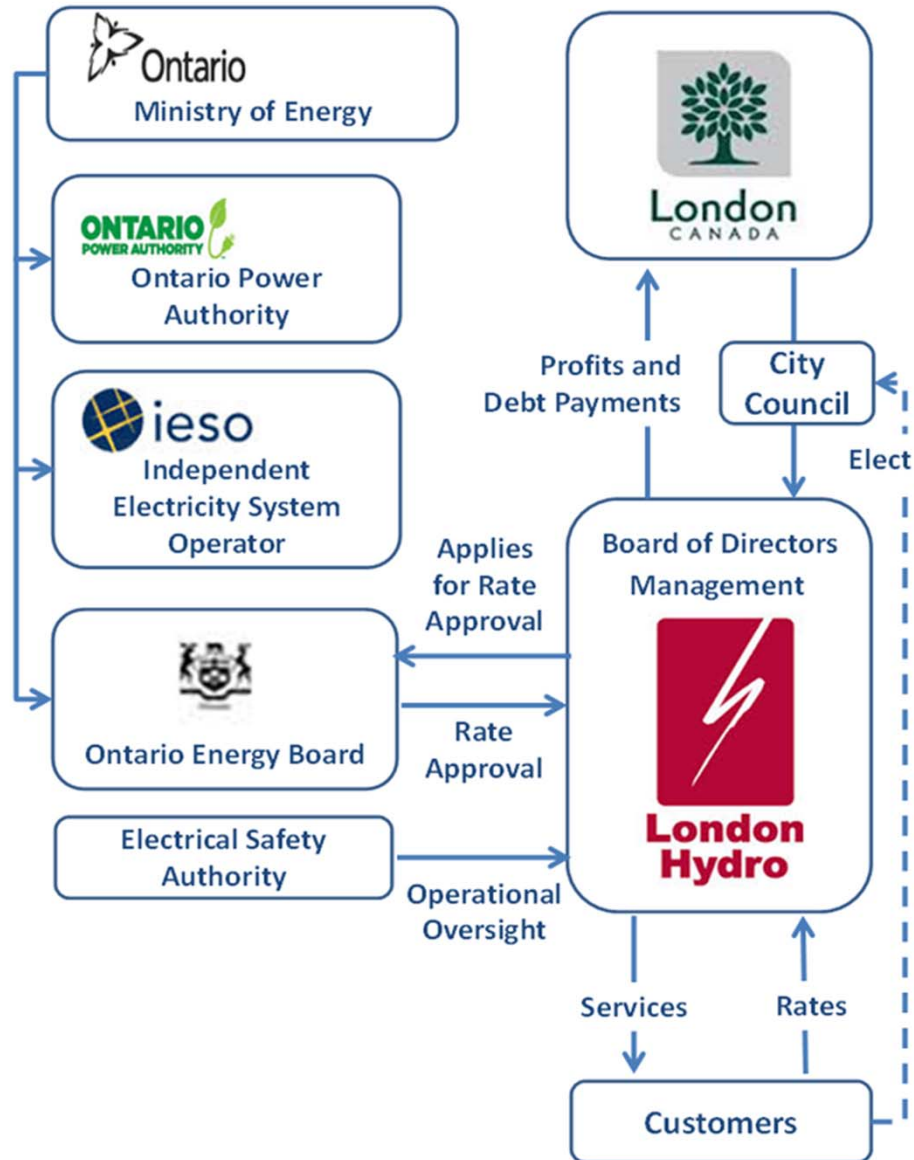 Ontario
Ministry of Energy
ONTARIO
POWER AUTHORITY
Ontario Power
Authority
ieso
Independent
Electricity System
Operator
Ontario Energy Board
Electrical Safety
Authority
London
CANADA
Profits and
Debt Payments
City
Council
Elect
Applies
for Rate
Approval
Rate
Approval
Operational
Oversight
Board of Directors
Management
London
Hydro
Services
Rates
Customers